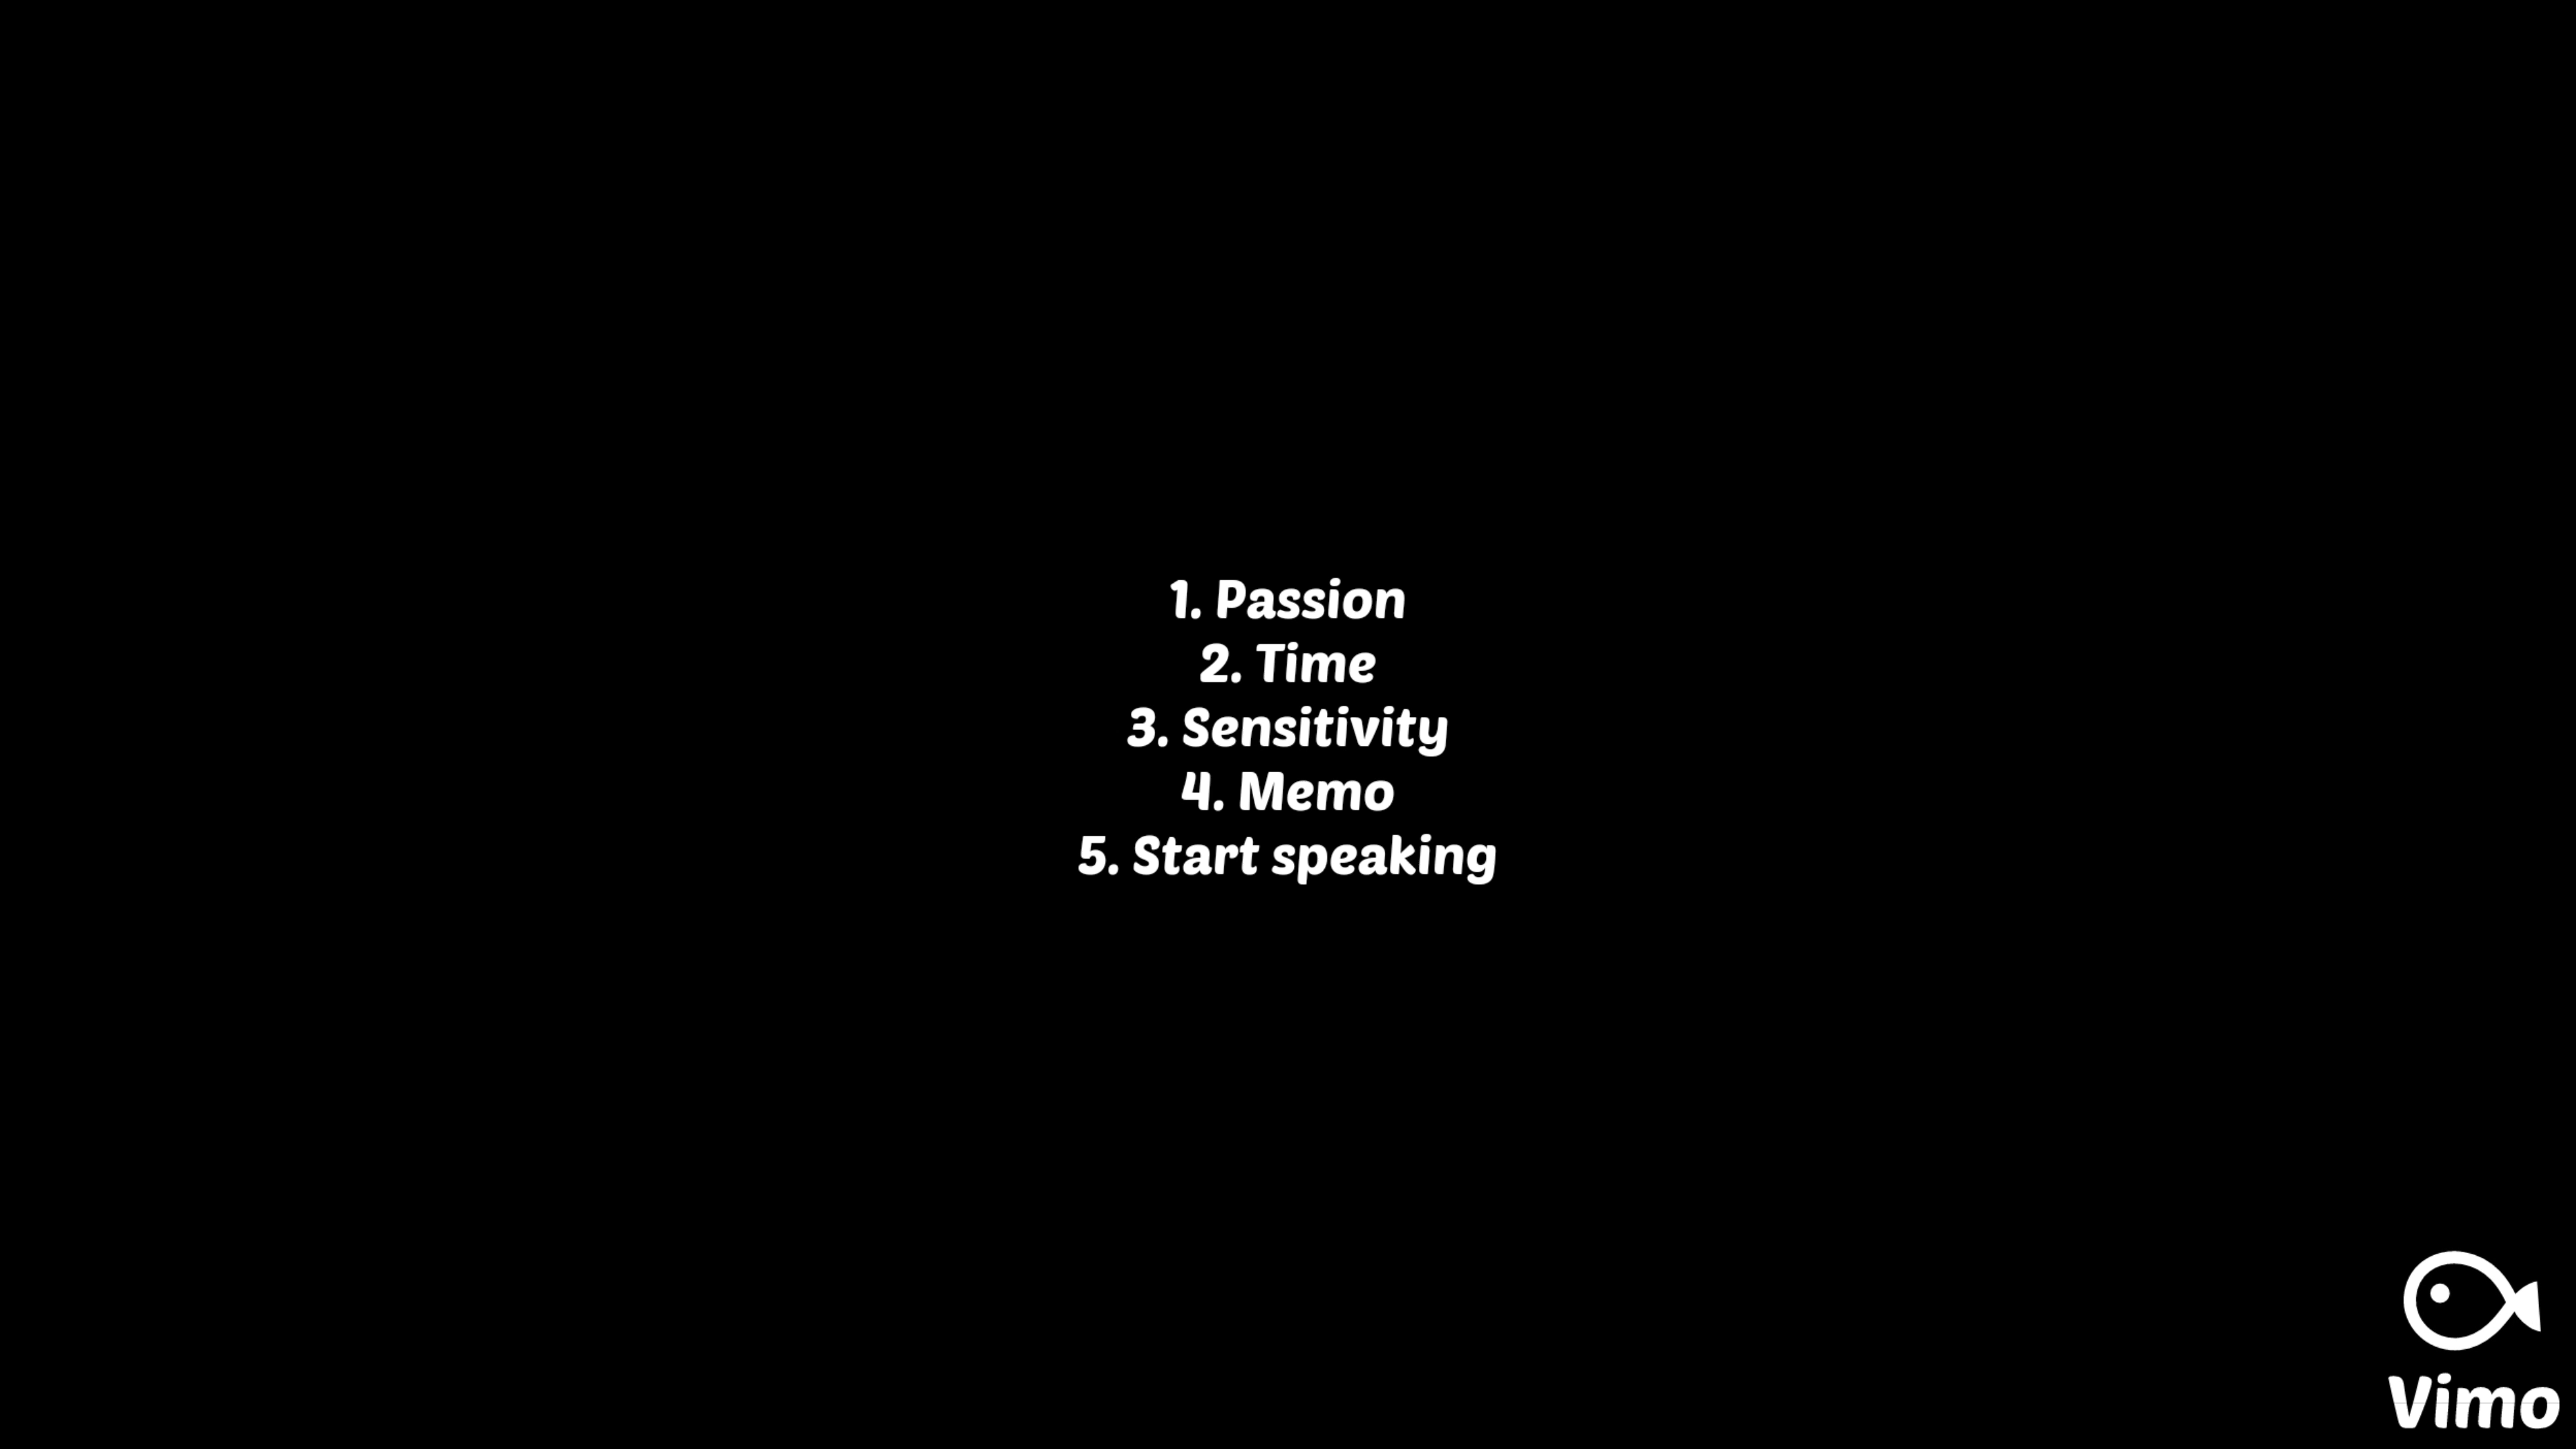 1. Passion
2. Time
3. Sensitivity
4. Memo
5. Start speaking
Vimo